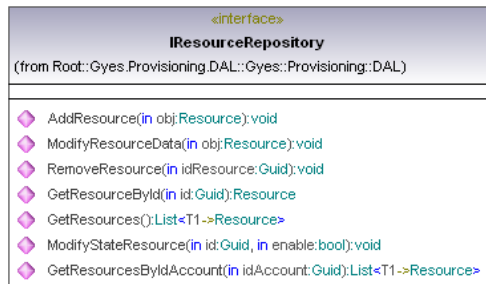 «interface»
IResourceRepository
(from Root::Gyes.Provisioning.DAL::Gyes::Provisioning::DAL)
AddResource(in obj:Resource):void
ModifyResourceData(in obj:Resource):void
RemoveResource(in idResource:Guid):void
GetResourceById(in id:Guid):Resource
GetResources():List<T1->Resource>
ModifyStateResource(in id:Guid, in enable:bool):void
GetResourcesByIdAccount(in idAccount:Guid):List<T1->Resource>